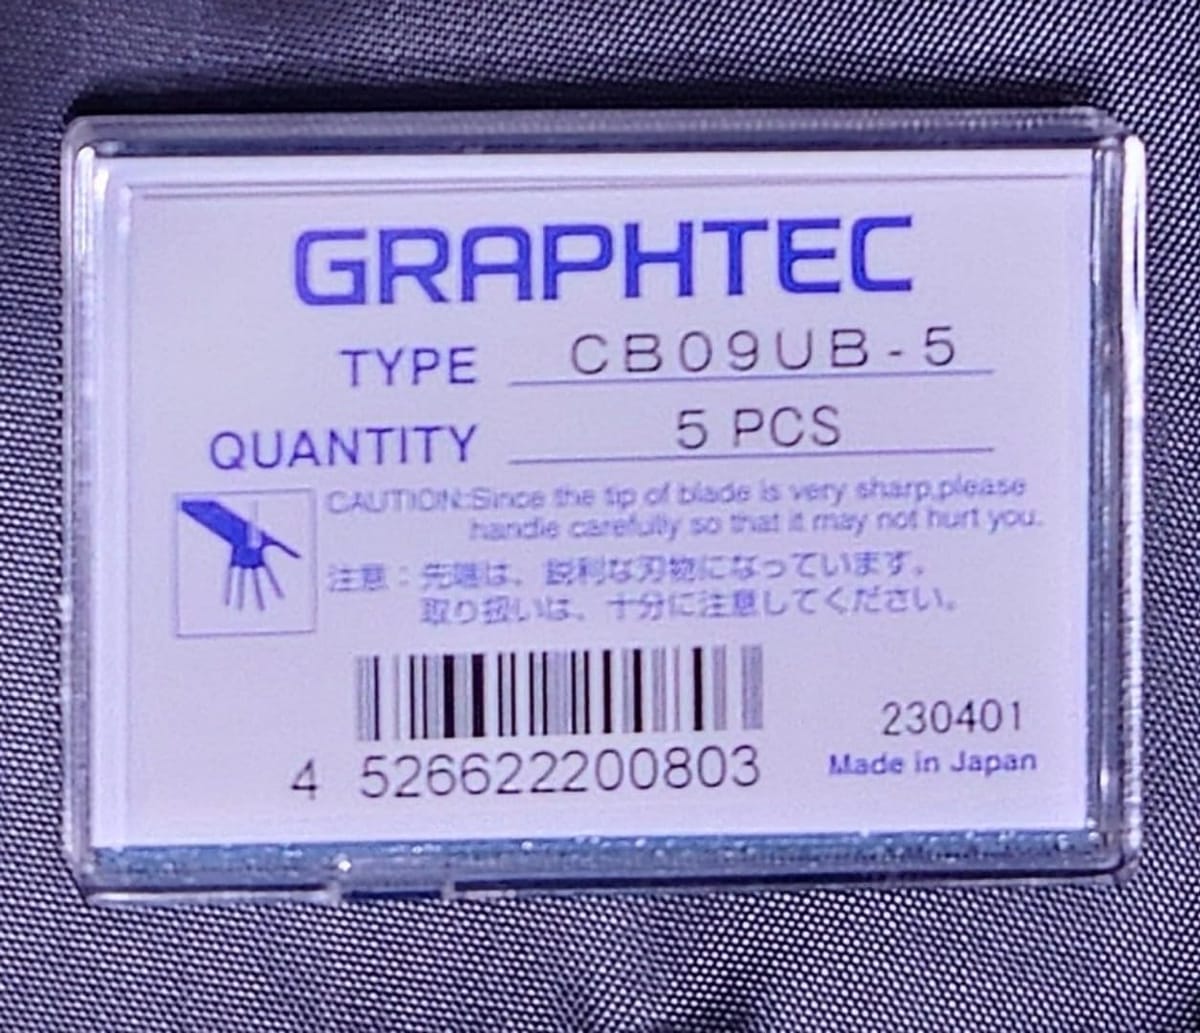 GRAPHTEC
TYPE CB09UB-5
QUANTITY 5 PCS
CAUTION:Since the tip of blade is very sharp,please
handle carefully so that it may not hurt you.
注意：先端は、鋭利な刃物になっています。
取り扱いは、十分に注意してください。
4 526622200803
230401
Made in Japan